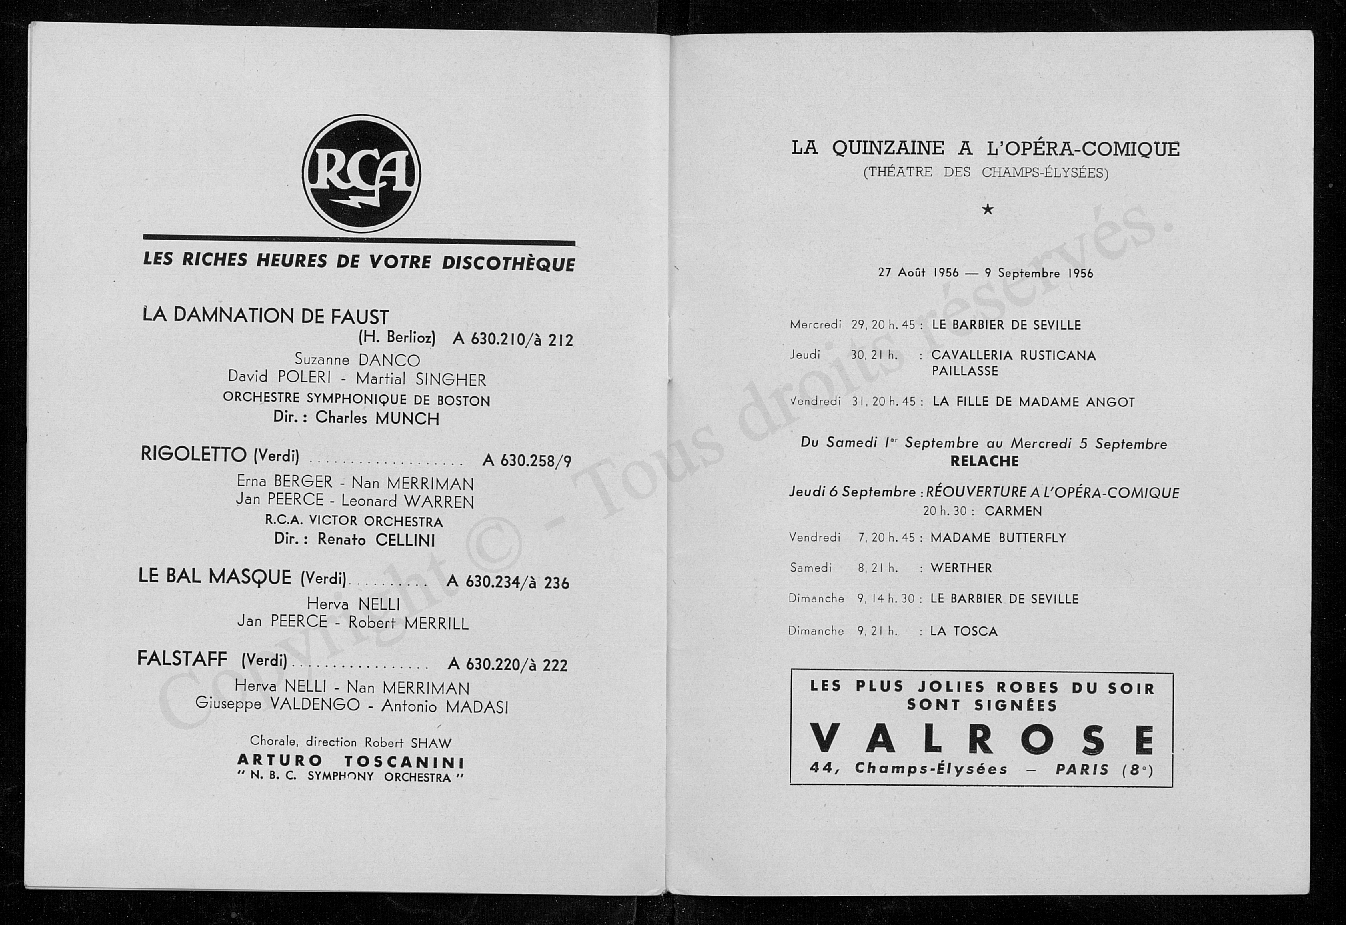 RCA
LES RICHES HEURES DE VOTRE DISCOTHÈQUE
LA DAMNATION DE FAUST
(H. Berlioz) A 630.210/à 212
Suzanne DANCO
David POLERI - Martial SINGHER
ORCHESTRE SYMPHONIQUE DE BOSTON
Dir. : Charles MUNCH
RIGOLETTO (Verdi) . . . . . . . . . . . . . . . . . . . A 630.258/9
Erna BERGER - Nan MERRIMAN
Jan PEERCE - Leonard WARREN
R.C.A. VICTOR ORCHESTRA
Dir. : Renato CELLINI
LE BAL MASQUE (Verdi) . . . . . . . . . . A 630.234/à 236
Herva NELLI
Jan PEERCE - Robert MERRILL
FALSTAFF (Verdi) . . . . . . . . . . . . . . . . . A 630.220/à 222
Herva NELLI - Nan MERRIMAN
Giuseppe VALDENGO - Antonio MADASI
Chorale, direction Robert SHAW
ARTURO TOSCANINI
" N. B. C. SYMPHONY ORCHESTRA "
LA QUINZAINE A L'OPÉRA-COMIQUE
(THÉATRE DES CHAMPS-ÉLYSÉES)
★
27 Août 1956 — 9 Septembre 1956
Mercredi 29, 20 h. 45 : LE BARBIER DE SEVILLE
Jeudi 30, 21 h. : CAVALLERIA RUSTICANA
PAILLASSE
Vendredi 31, 20 h. 45 : LA FILLE DE MADAME ANGOT
Du Samedi 1er Septembre au Mercredi 5 Septembre
RELACHE
Jeudi 6 Septembre : RÉOUVERTURE A L'OPÉRA-COMIQUE
20 h. 30 : CARMEN
Vendredi 7, 20 h. 45 : MADAME BUTTERFLY
Samedi 8, 21 h. : WERTHER
Dimanche 9, 14 h. 30 : LE BARBIER DE SEVILLE
Dimanche 9, 21 h. : LA TOSCA
LES PLUS JOLIES ROBES DU SOIR
SONT SIGNÉES
VALROSE
44, Champs-Élysées — PARIS (8e)
Copyright © - Tous droits réservés.